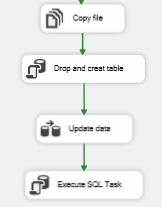 Copy file
Drop and creat table
Update data
Execute SQL Task